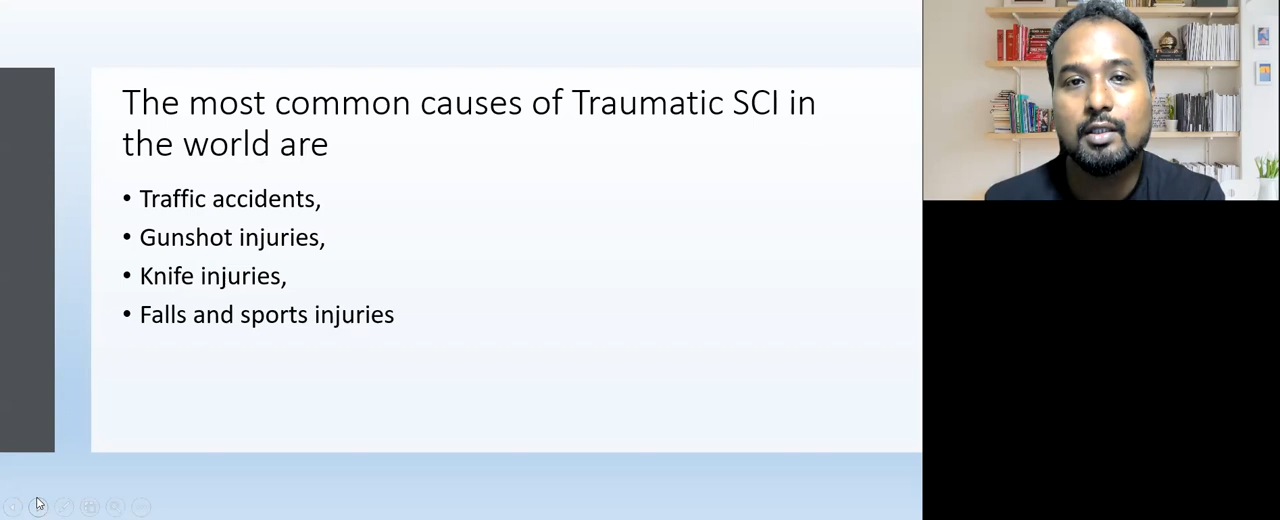 The most common causes of Traumatic SCI in
the world are
• Traffic accidents,
• Gunshot injuries,
• Knife injuries,
• Falls and sports injuries